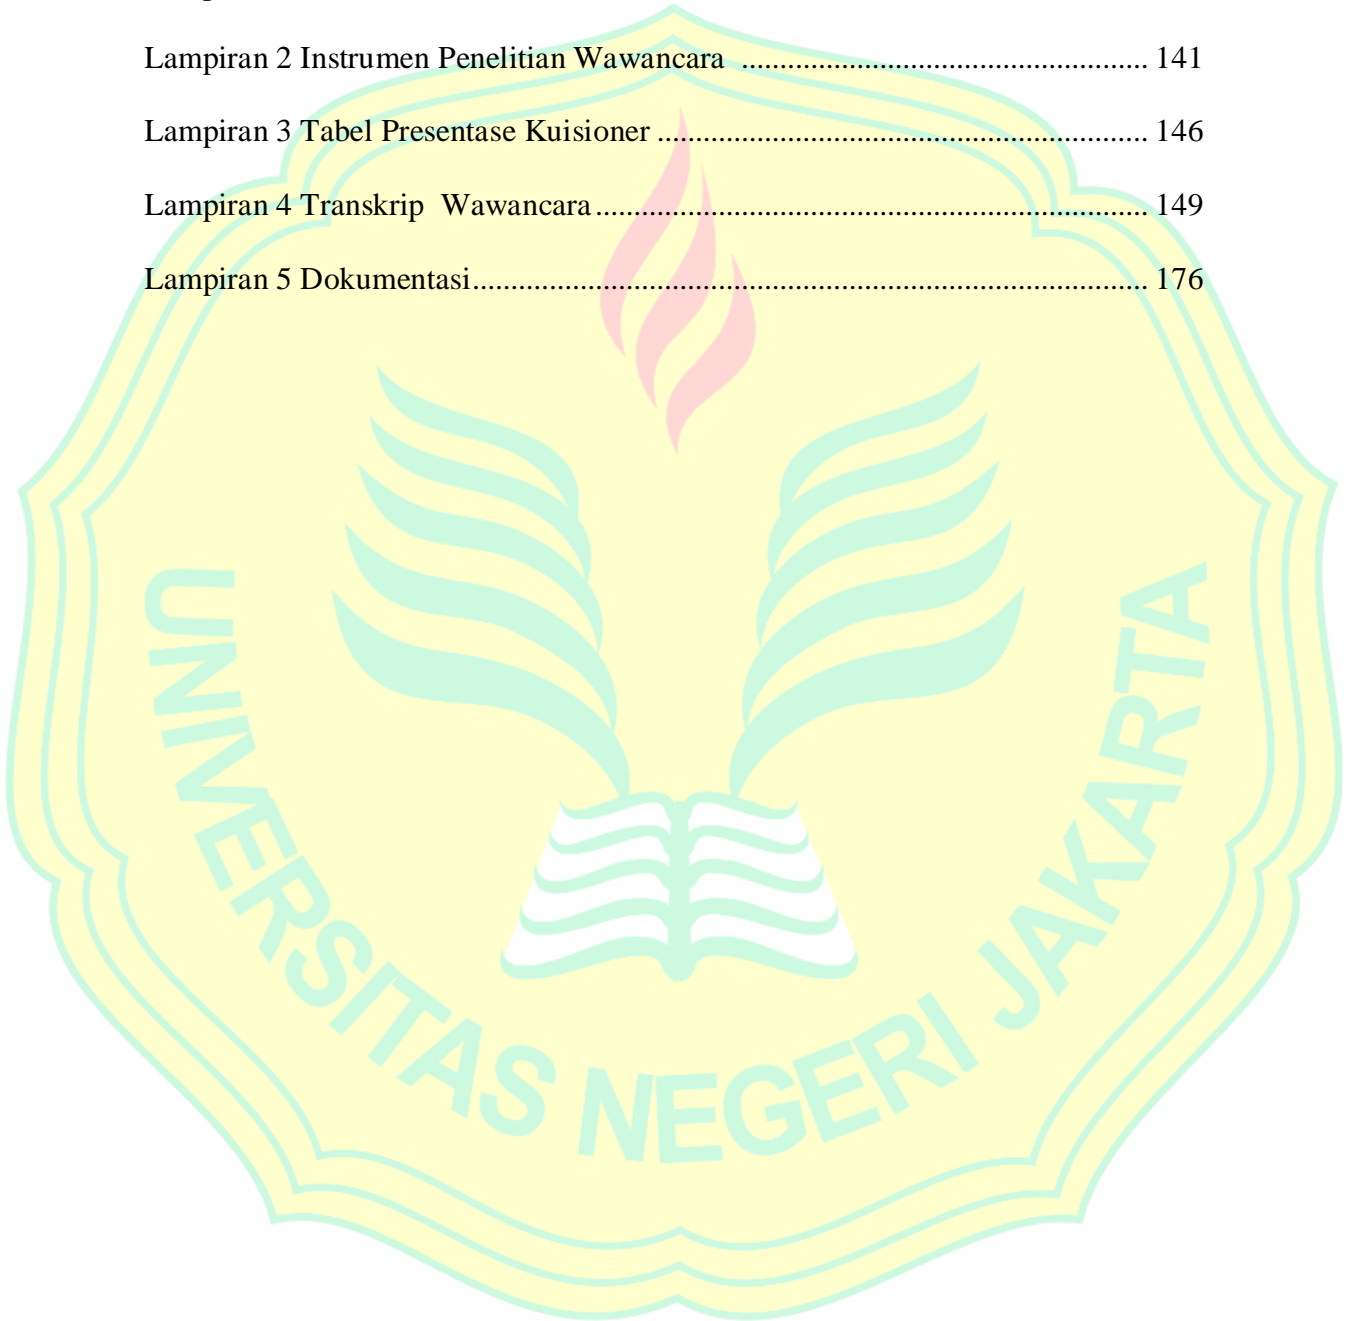 Lampiran 2 Instrumen Penelitian Wawancara ..................................................... 141
Lampiran 3 Tabel Presentase Kuisioner ................................................................ 146
Lampiran 4 Transkrip Wawancara ........................................................................ 149
Lampiran 5 Dokumentasi ........................................................................................ 176
UNIVERSITAS NEGERI JAKARTA